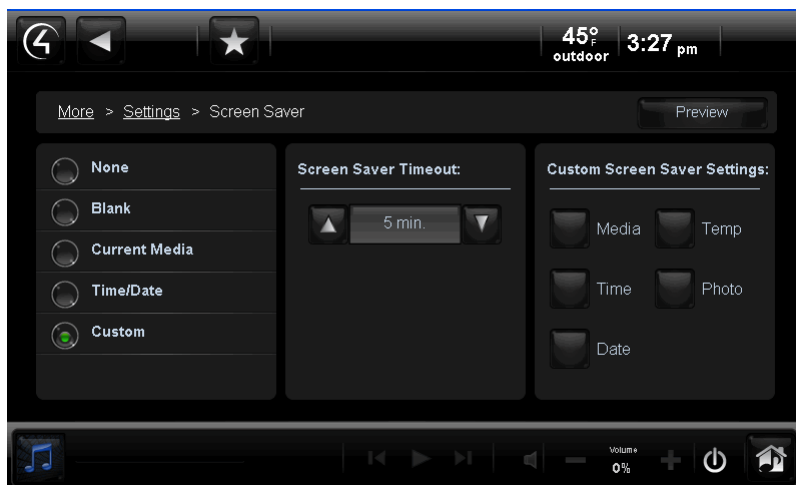 45°F
outdoor
3:27 pm
More > Settings > Screen Saver
Preview
None
Blank
Current Media
Time/Date
Custom
Screen Saver Timeout:
5 min.
Custom Screen Saver Settings:
Media
Temp
Time
Photo
Date
Volume
0%